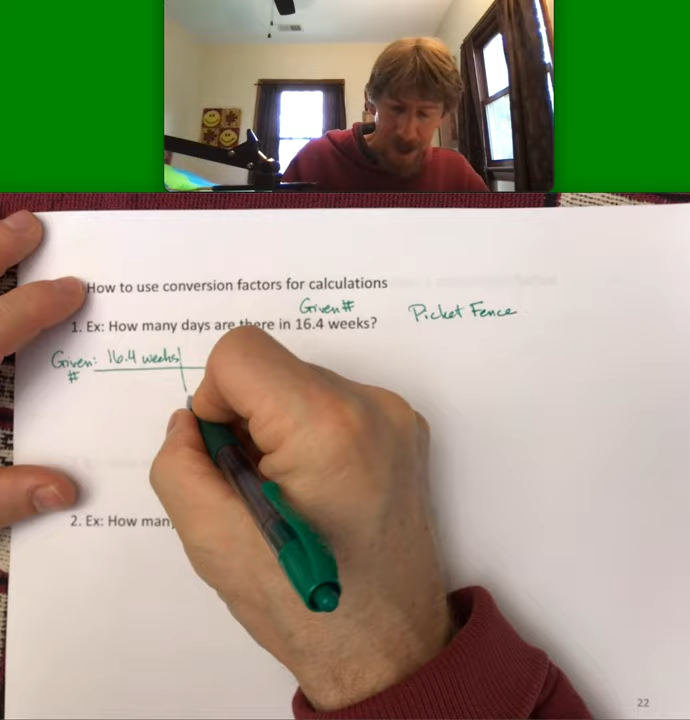 How to use conversion factors for calculations
Given #
1. Ex: How many days are there in 16.4 weeks?
Picket Fence
Given: 16.4 weeks
#
2. Ex: How many
22